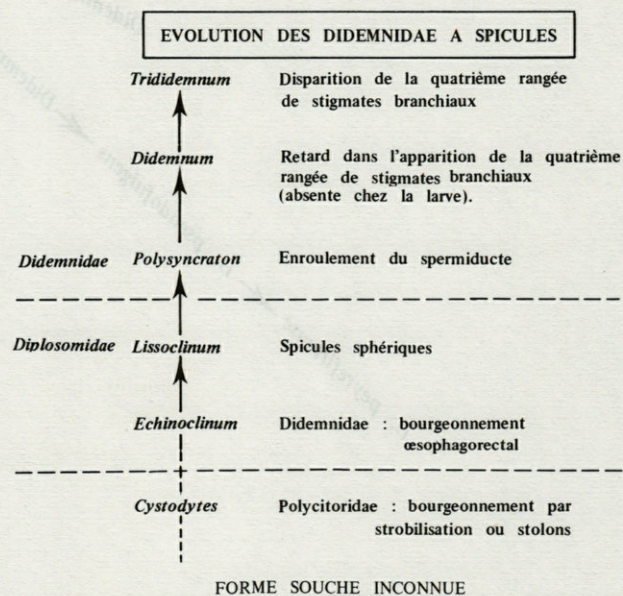 EVOLUTION DES DIDEMNIDAE A SPICULES
Trididemnum Disparition de la quatrième rangée
de stigmates branchiaux
Didemnum Retard dans l'apparition de la quatrième
rangée de stigmates branchiaux
(absente chez la larve).
Didemnidae Polysyncraton Enroulement du spermiducte
Diplosomidae Lissoclinum Spicules sphériques
Echinoclinum Didemnidae : bourgeonnement
œsophagorectal
Cystodytes Polycitoridae : bourgeonnement par
strobilisation ou stolons
FORME SOUCHE INCONNUE